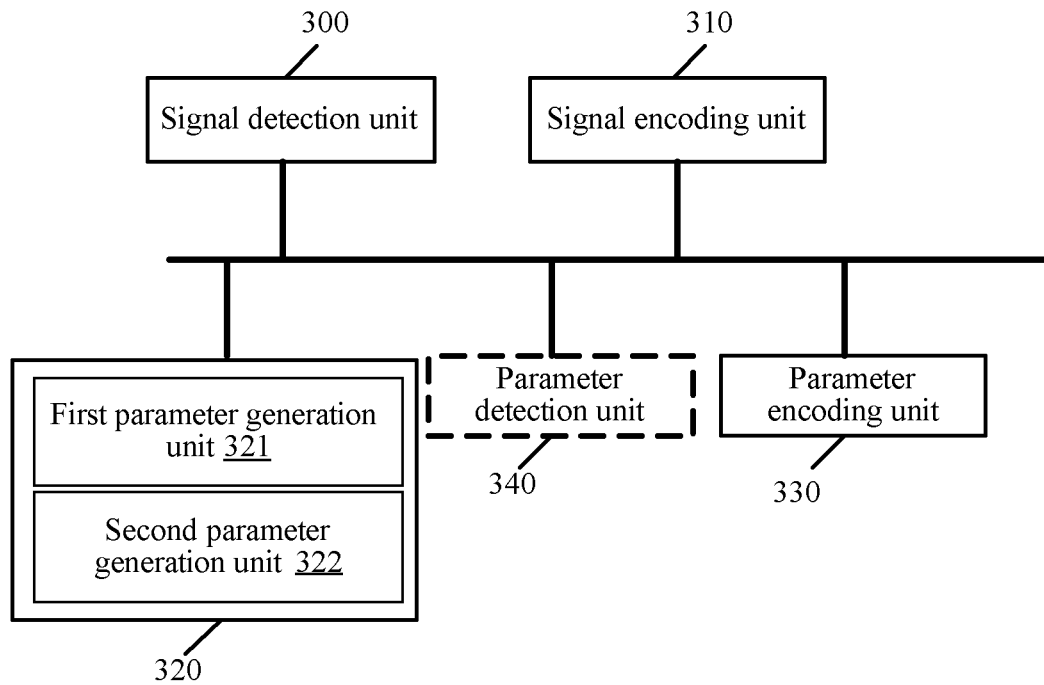 300
310
Signal detection unit
Signal encoding unit
First parameter generation
unit 321
Second parameter
generation unit 322
Parameter
detection unit
Parameter
encoding unit
340
330
320